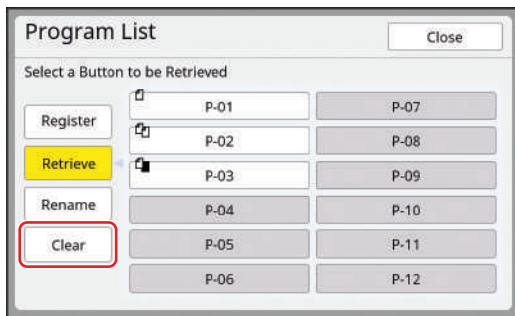 Program List
Close
Select a Button to be Retrieved
Register
Retrieve
Rename
Clear
P-01
P-02
P-03
P-04
P-05
P-06
P-07
P-08
P-09
P-10
P-11
P-12